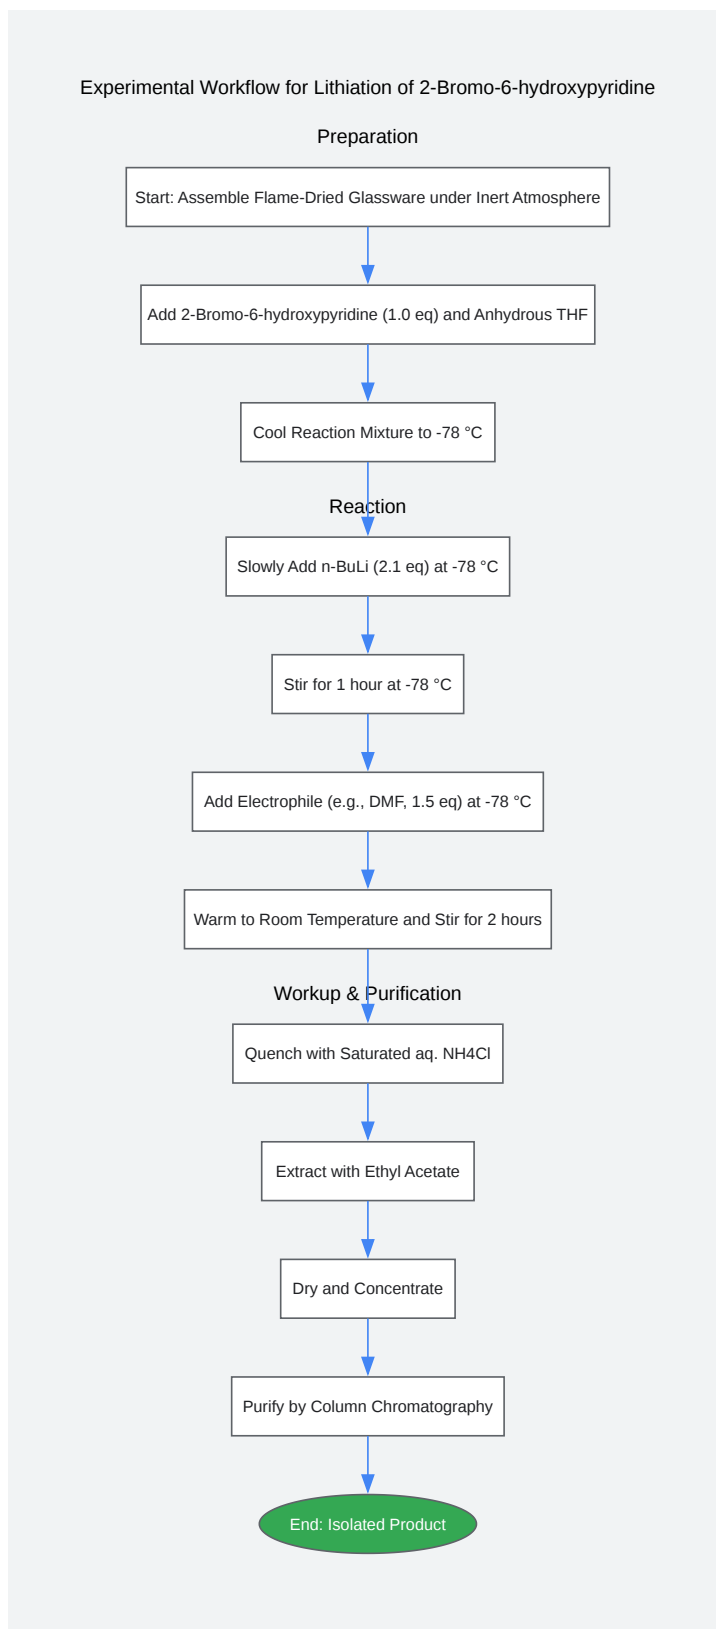 Experimental Workflow for Lithiation of 2-Bromo-6-hydroxypyridine
Preparation
Start: Assemble Flame-Dried Glassware under Inert Atmosphere
Add 2-Bromo-6-hydroxypyridine (1.0 eq) and Anhydrous THF
Cool Reaction Mixture to -78 °C
Reaction
Slowly Add n-BuLi (2.1 eq) at -78 °C
Stir for 1 hour at -78 °C
Add Electrophile (e.g., DMF, 1.5 eq) at -78 °C
Warm to Room Temperature and Stir for 2 hours
Workup & Purification
Quench with Saturated aq. NH4Cl
Extract with Ethyl Acetate
Dry and Concentrate
Purify by Column Chromatography
End: Isolated Product